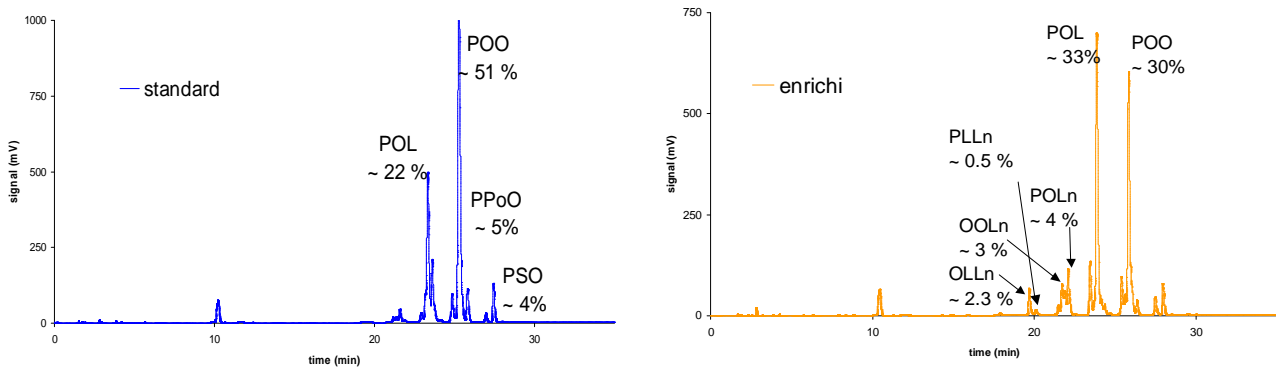 1000
750
500
250
0
signal (mV)
0
10
20
30
time (min)
standard
POL
~ 22 %
POO
~ 51 %
PPoO
~ 5%
PSO
~ 4%
750
500
250
0
signal (mV)
0
10
20
30
time (min)
enrichi
POL
~ 33%
POO
~ 30%
PLLn
~ 0.5 %
POLn
~ 4 %
OOLn
~ 3 %
OLLn
~ 2.3 %